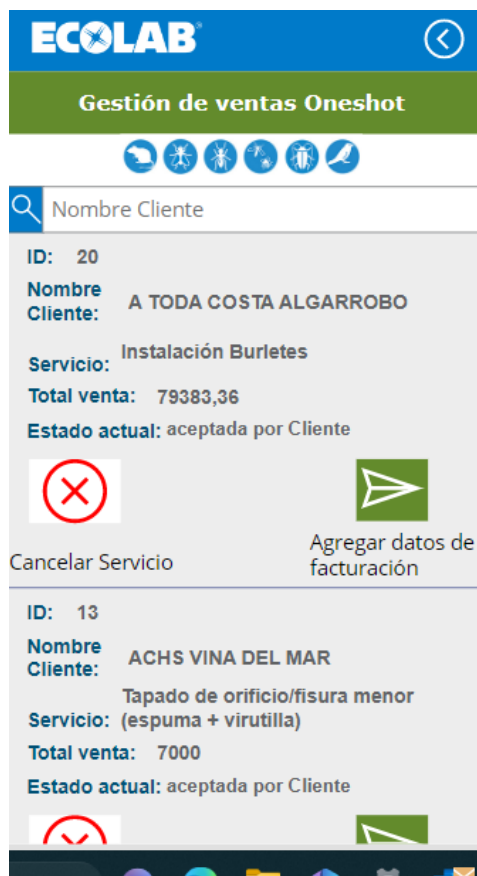 ECOLAB®
Gestión de ventas Oneshot
Nombre Cliente
ID: 20
Nombre
Cliente: A TODA COSTA ALGARROBO
Servicio: Instalación Burletes
Total venta: 79383,36
Estado actual: aceptada por Cliente
Cancelar Servicio
Agregar datos de
facturación
ID: 13
Nombre
Cliente: ACHS VINA DEL MAR
Tapado de orificio/fisura menor
Servicio: (espuma + virutilla)
Total venta: 7000
Estado actual: aceptada por Cliente